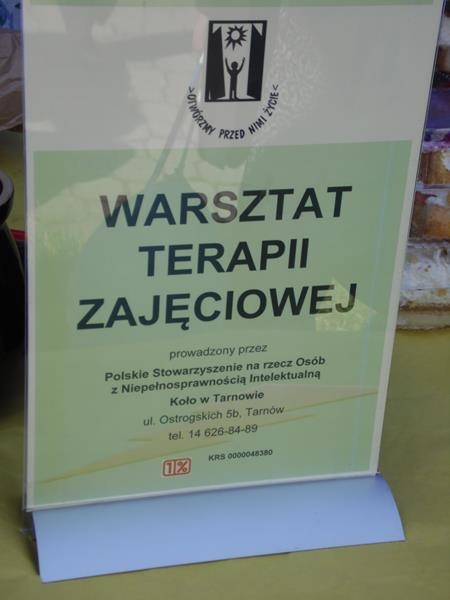 >OTWÓRZMY PRZED NIMI ŻYCIE<
WARSZTAT
TERAPII
ZAJĘCIOWEJ
prowadzony przez
Polskie Stowarzyszenie na rzecz Osób
z Niepełnosprawnością Intelektualną
Koło w Tarnowie
ul. Ostrogskich 5b, Tarnów
tel. 14 626-84-89
1% KRS 0000048380